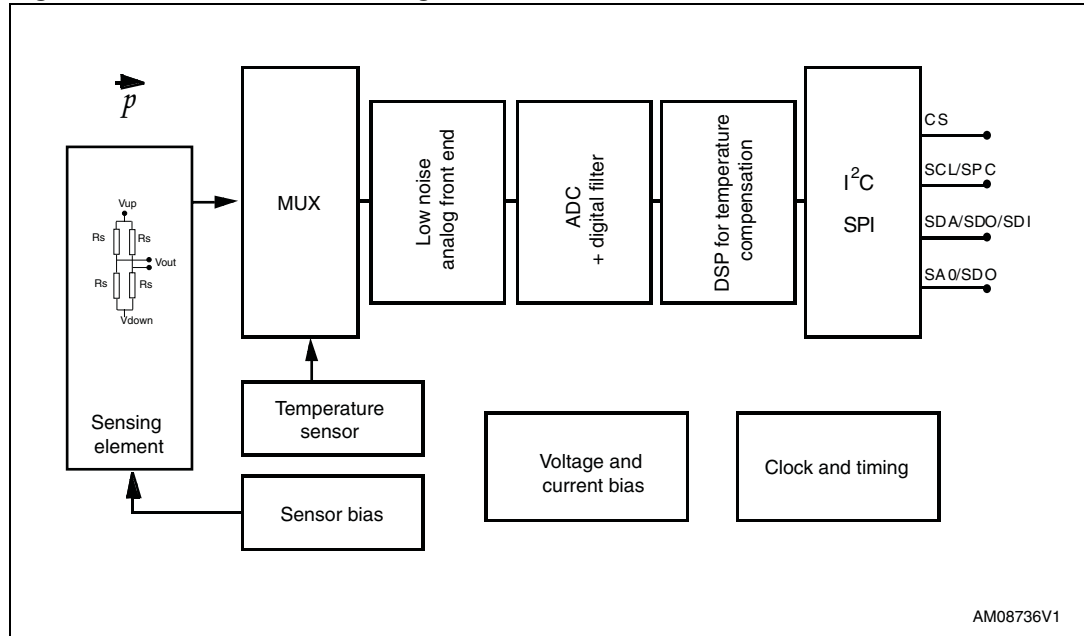 p
Vup
Rs
Rs
Vout
Rs
Rs
Vdown
Sensing
element
MUX
Low noise
analog front end
ADC
+ digital filter
DSP for temperature
compensation
I²C
SPI
CS
SCL/SPC
SDA/SDO/SDI
SA0/SDO
Temperature
sensor
Sensor bias
Voltage and
current bias
Clock and timing
AM08736V1